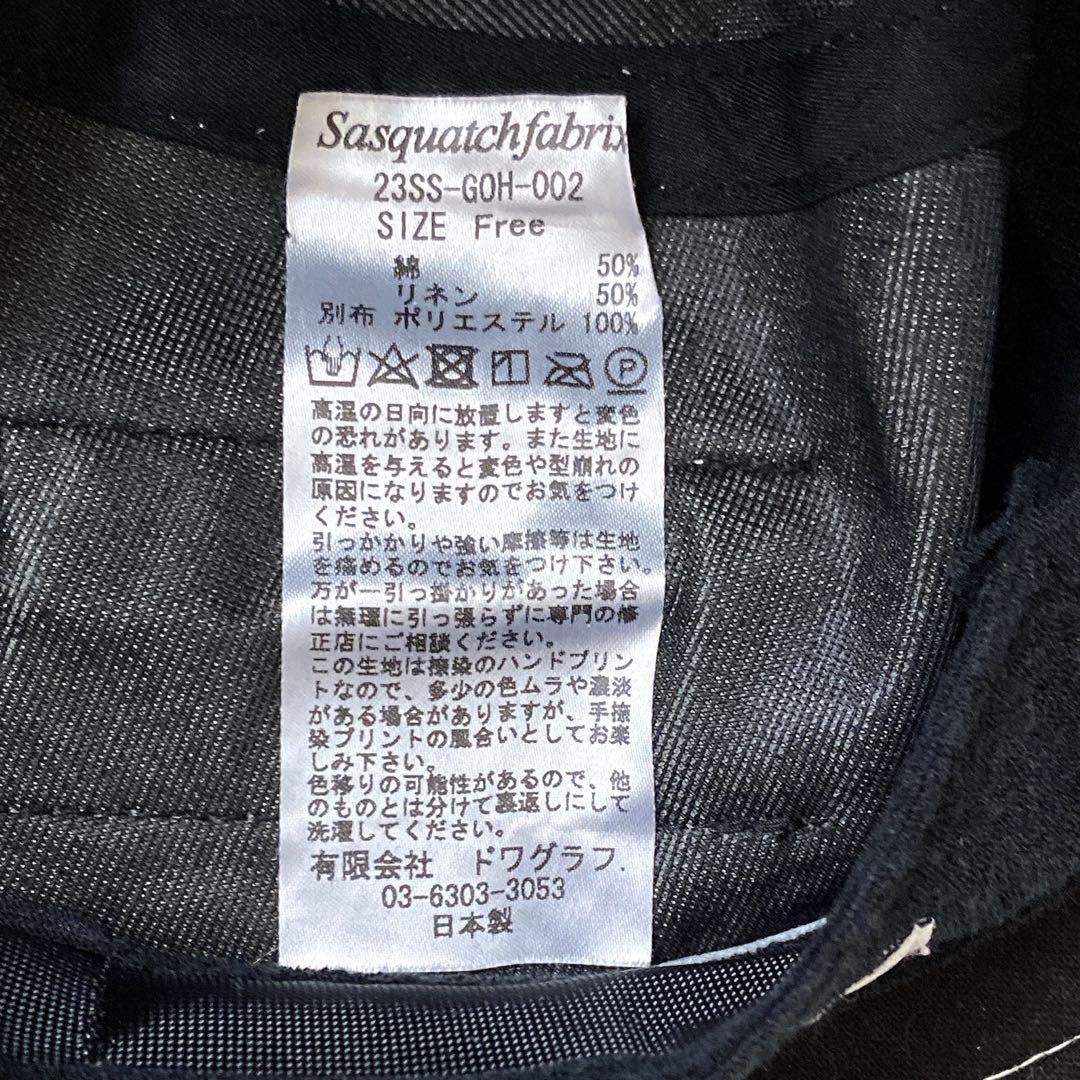 Sasquatchfabrix
23SS-GOH-002
SIZE Free
綿 50%
リネン 50%
別布 ポリエステル 100%
P
高温の日向に放置しますと変色
の恐れがあります。また生地に
高温を与えると変色や型崩れの
原因になりますのでお気をつけ
ください。
引っかかりや強い摩擦等は生地
を痛めるのでお気をつけ下さい。
万が一引っ掛かりがあった場合
は無理に引っ張らずに専門の修
正店にご相談ください。
この生地は捺染のハンドプリン
トなので、多少の色ムラや濃淡
がある場合がありますが、手捺
染プリントの風合いとしてお楽
しみ下さい。
色移りの可能性があるので、他
のものとは分けて裏返しにして
洗濯してください。
有限会社 ドワグラフ.
03-6303-3053
日本製